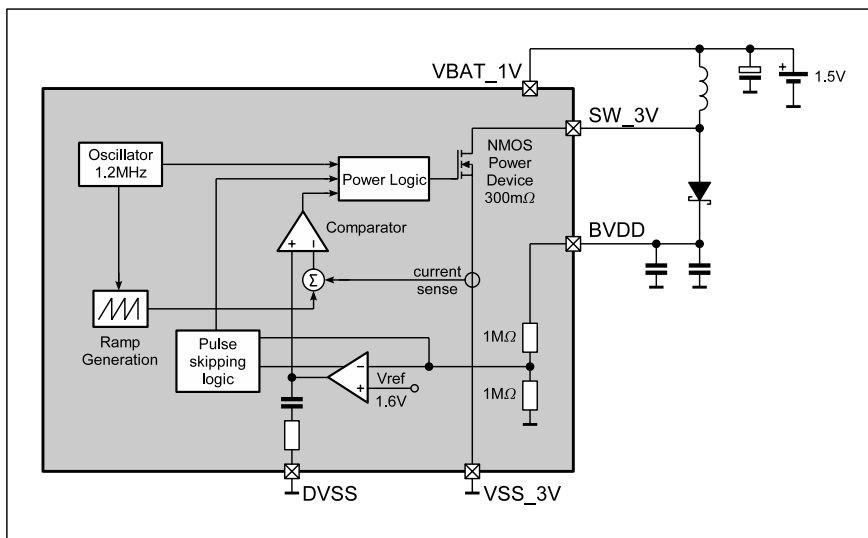 VBAT_1V
1.5V
SW_3V
Oscillator
1.2MHz
Power Logic
NMOS
Power
Device
300mΩ
Comparator
BVDD
+
–
Σ
current
sense
Ramp
Generation
Pulse
skipping
logic
1MΩ
–
+
Vref
1.6V
1MΩ
DVSS
VSS_3V
+